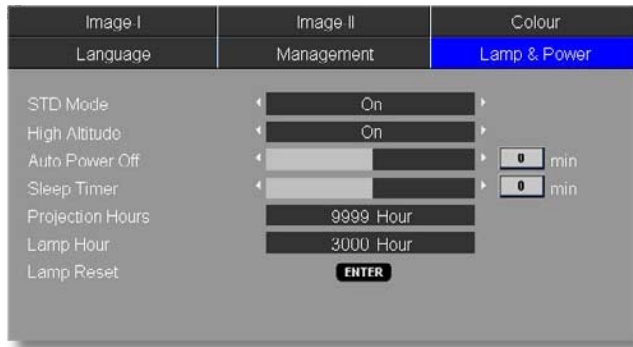 Image I Image II Colour
Language Management Lamp & Power
STD Mode On
High Altitude On
Auto Power Off 0 min
Sleep Timer 0 min
Projection Hours 9999 Hour
Lamp Hour 3000 Hour
Lamp Reset ENTER